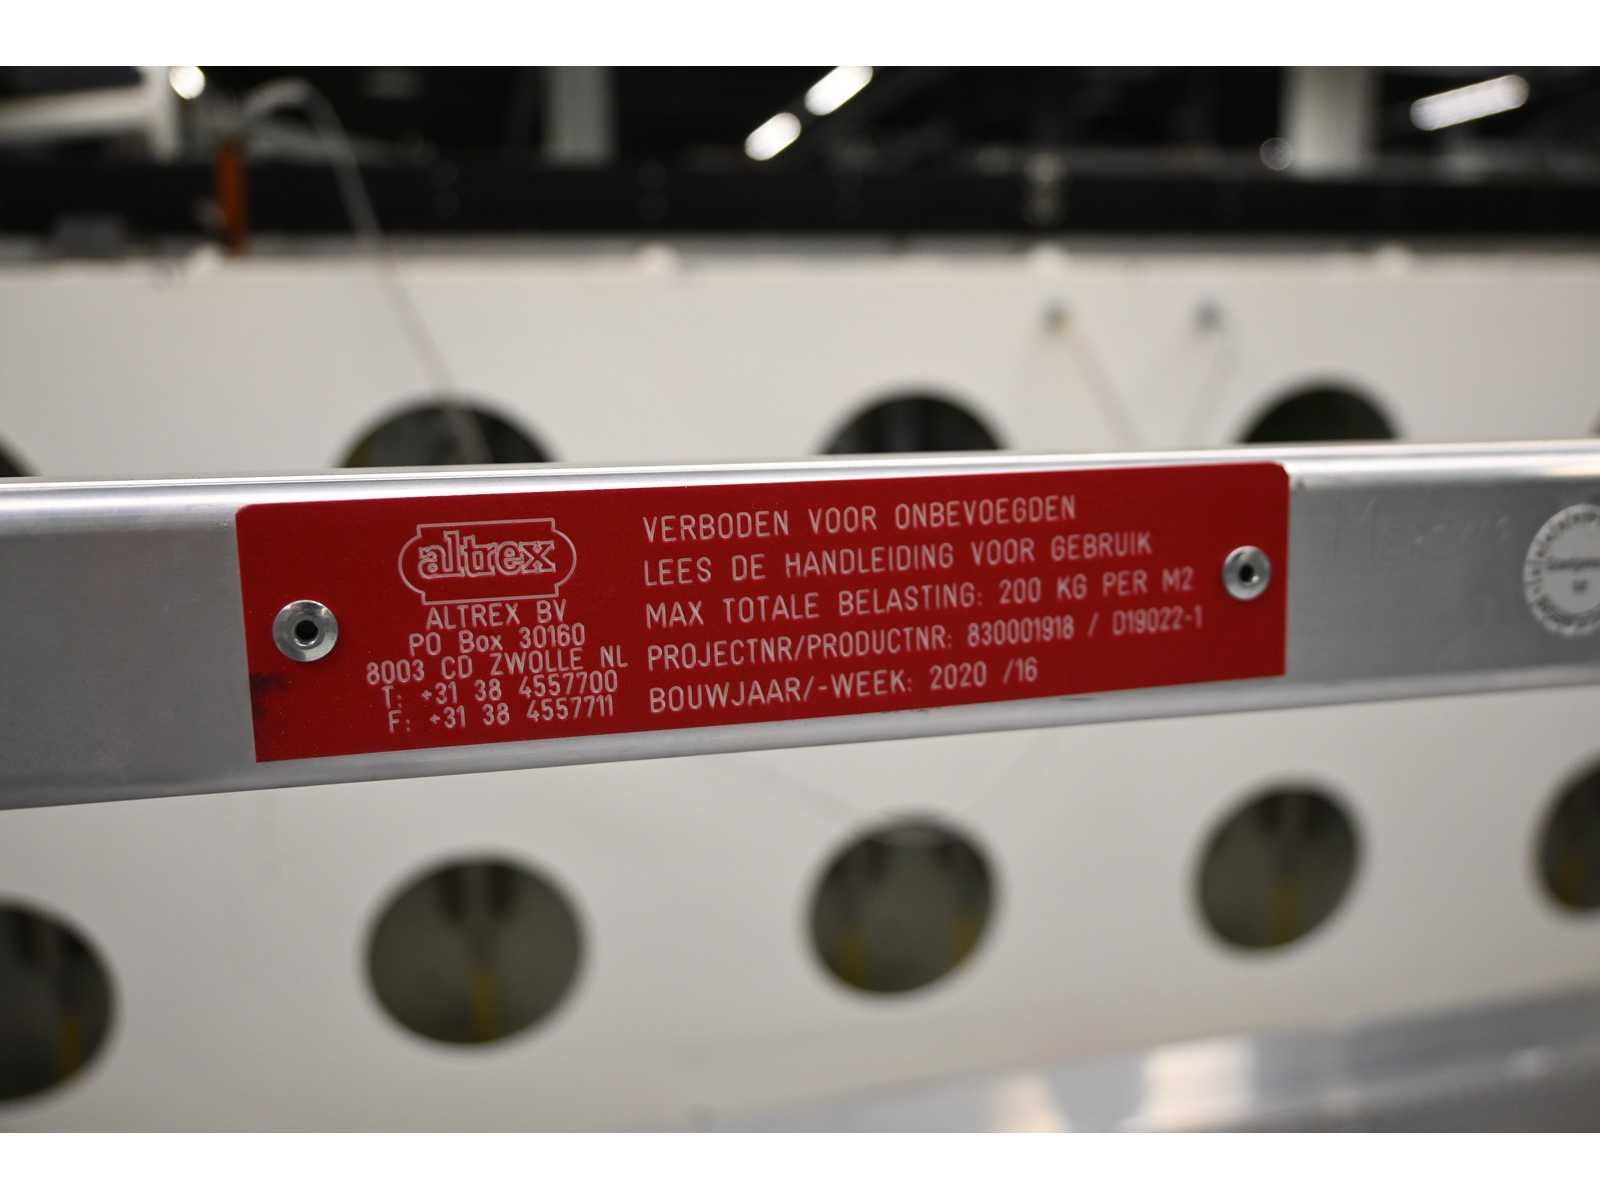 altrex
ALTREX BV
PO Box 30160
8003 CD ZWOLLE NL
T: +31 38 4557700
F: +31 38 4557711
VERBODEN VOOR ONBEVOEGDEN
LEES DE HANDLEIDING VOOR GEBRUIK
MAX TOTALE BELASTING: 200 KG PER M2
PROJECTNR/PRODUCTNR: 830001918 / D19022-1
BOUWJAAR/-WEEK: 2020 /16